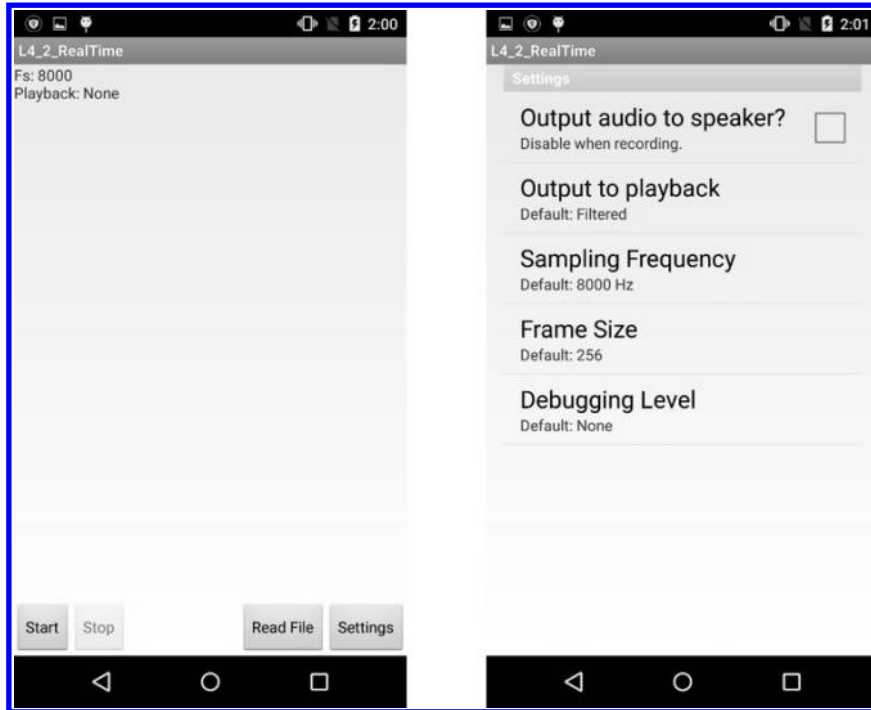 2:00
L4_2_RealTime
Fs: 8000
Playback: None
Start
Stop
Read File
Settings
2:01
L4_2_RealTime
Settings
Output audio to speaker?
Disable when recording.
Output to playback
Default: Filtered
Sampling Frequency
Default: 8000 Hz
Frame Size
Default: 256
Debugging Level
Default: None